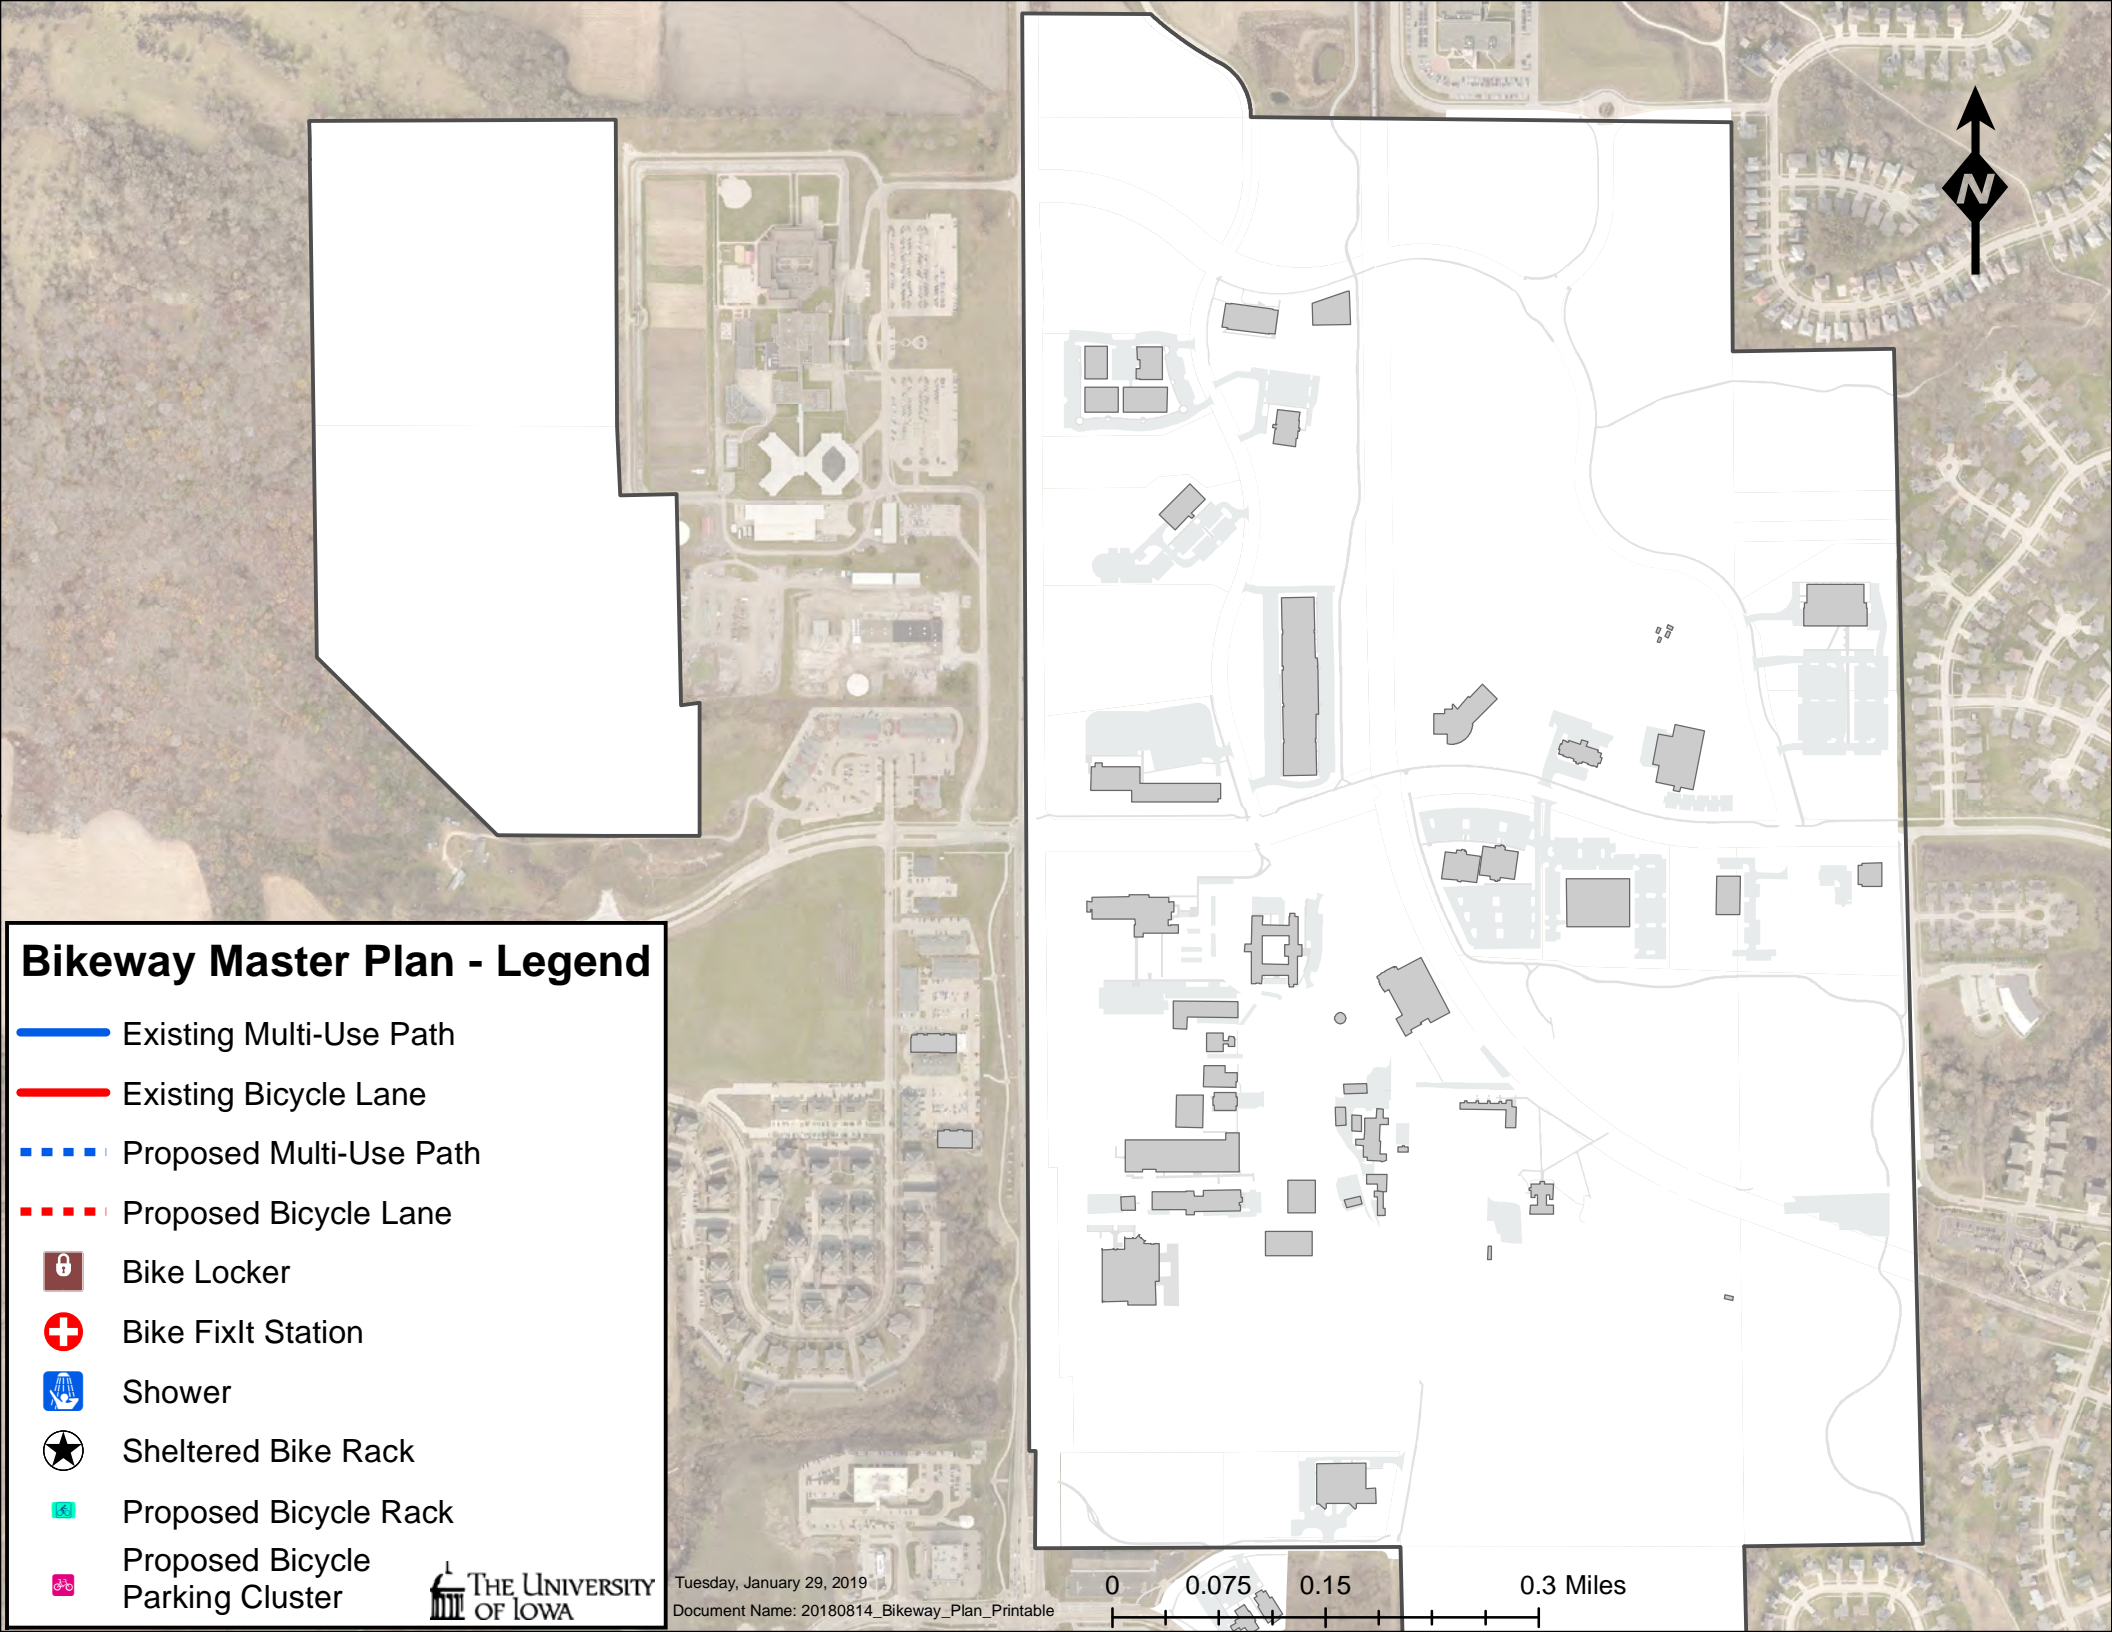 N
Bikeway Master Plan - Legend
Existing Multi-Use Path
Existing Bicycle Lane
Proposed Multi-Use Path
Proposed Bicycle Lane
Bike Locker
Bike FixIt Station
Shower
Sheltered Bike Rack
Proposed Bicycle Rack
Proposed Bicycle
Parking Cluster
THE UNIVERSITY
OF IOWA
Tuesday, January 29, 2019
Document Name: 20180814_Bikeway_Plan_Printable
0 0.075 0.15 0.3 Miles